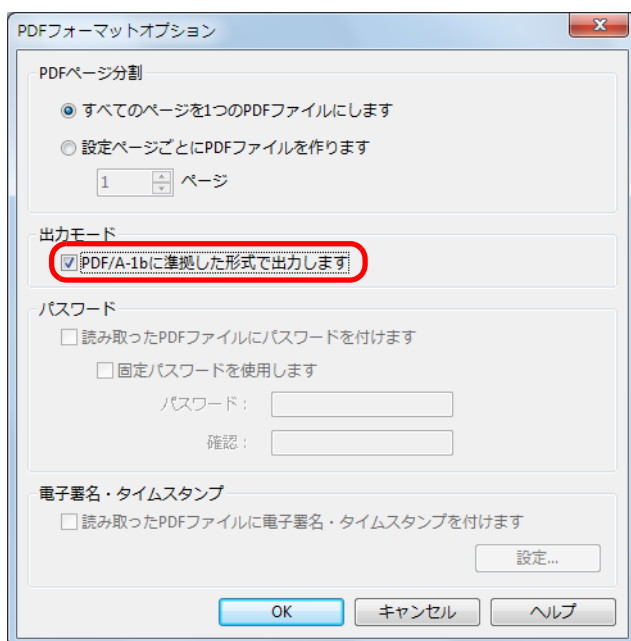 PDFフォーマットオプション
PDFページ分割
すべてのページを1つのPDFファイルにします
設定ページごとにPDFファイルを作ります
1 ページ
出力モード
PDF/A-1bに準拠した形式で出力します
パスワード
読み取ったPDFファイルにパスワードを付けます
固定パスワードを使用します
パスワード：
確認：
電子署名・タイムスタンプ
読み取ったPDFファイルに電子署名・タイムスタンプを付けます
設定...
OK キャンセル ヘルプ